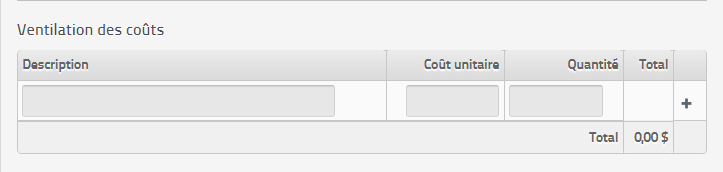 Ventilation des coûts
Description Coût unitaire Quantité Total
+
Total 0,00 $